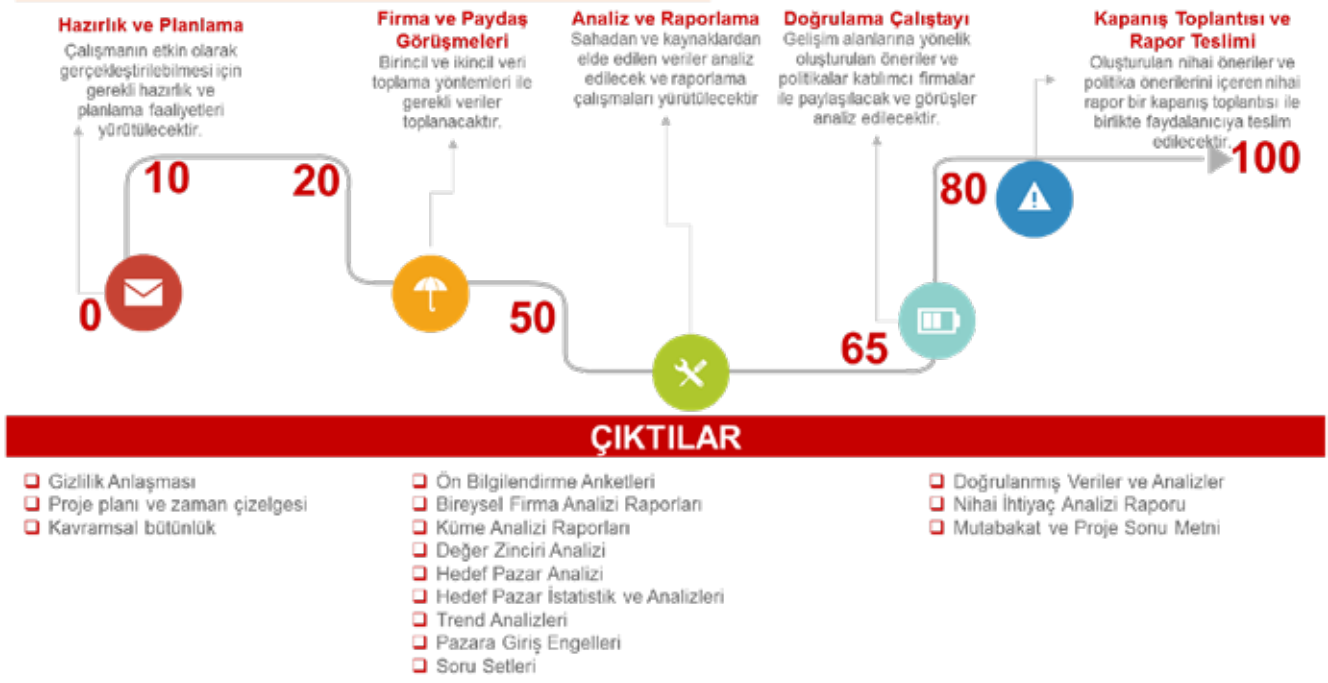 Hazırlık ve Planlama
Çalışmanın etkin olarak
gerçekleştirilebilmesi için
gerekli hazırlık ve
planlama faaliyetleri
yürütülecektir.
Firma ve Paydaş
Görüşmeleri
Birincil ve ikincil veri
toplama yöntemleri ile
gerekli veriler
toplanacaktır.
Analiz ve Raporlama
Sahadan ve kaynaklardan
elde edilen veriler analiz
edilecek ve raporlama
çalışmaları yürütülecektir
Doğrulama Çalıştayı
Gelişim alanlarına yönelik
oluşturulan öneriler ve
politikalar katılımcı firmalar
ile paylaşılacak ve görüşler
analiz edilecektir.
Kapanış Toplantısı ve
Rapor Teslimi
Oluşturulan nihai öneriler ve
politika önerilerini içeren nihai
rapor bir kapanış toplantısı ile
birlikte faydalanıcıya teslim
edilecektir.
0
10
20
50
65
80
100
ÇIKTILAR
Gizlilik Anlaşması
Proje planı ve zaman çizelgesi
Kavramsal bütünlük
Ön Bilgilendirme Anketleri
Bireysel Firma Analizi Raporları
Küme Analizi Raporları
Değer Zinciri Analizi
Hedef Pazar Analizi
Hedef Pazar İstatistik ve Analizleri
Trend Analizleri
Pazara Giriş Engelleri
Soru Setleri
Doğrulanmış Veriler ve Analizler
Nihai İhtiyaç Analizi Raporu
Mutabakat ve Proje Sonu Metni